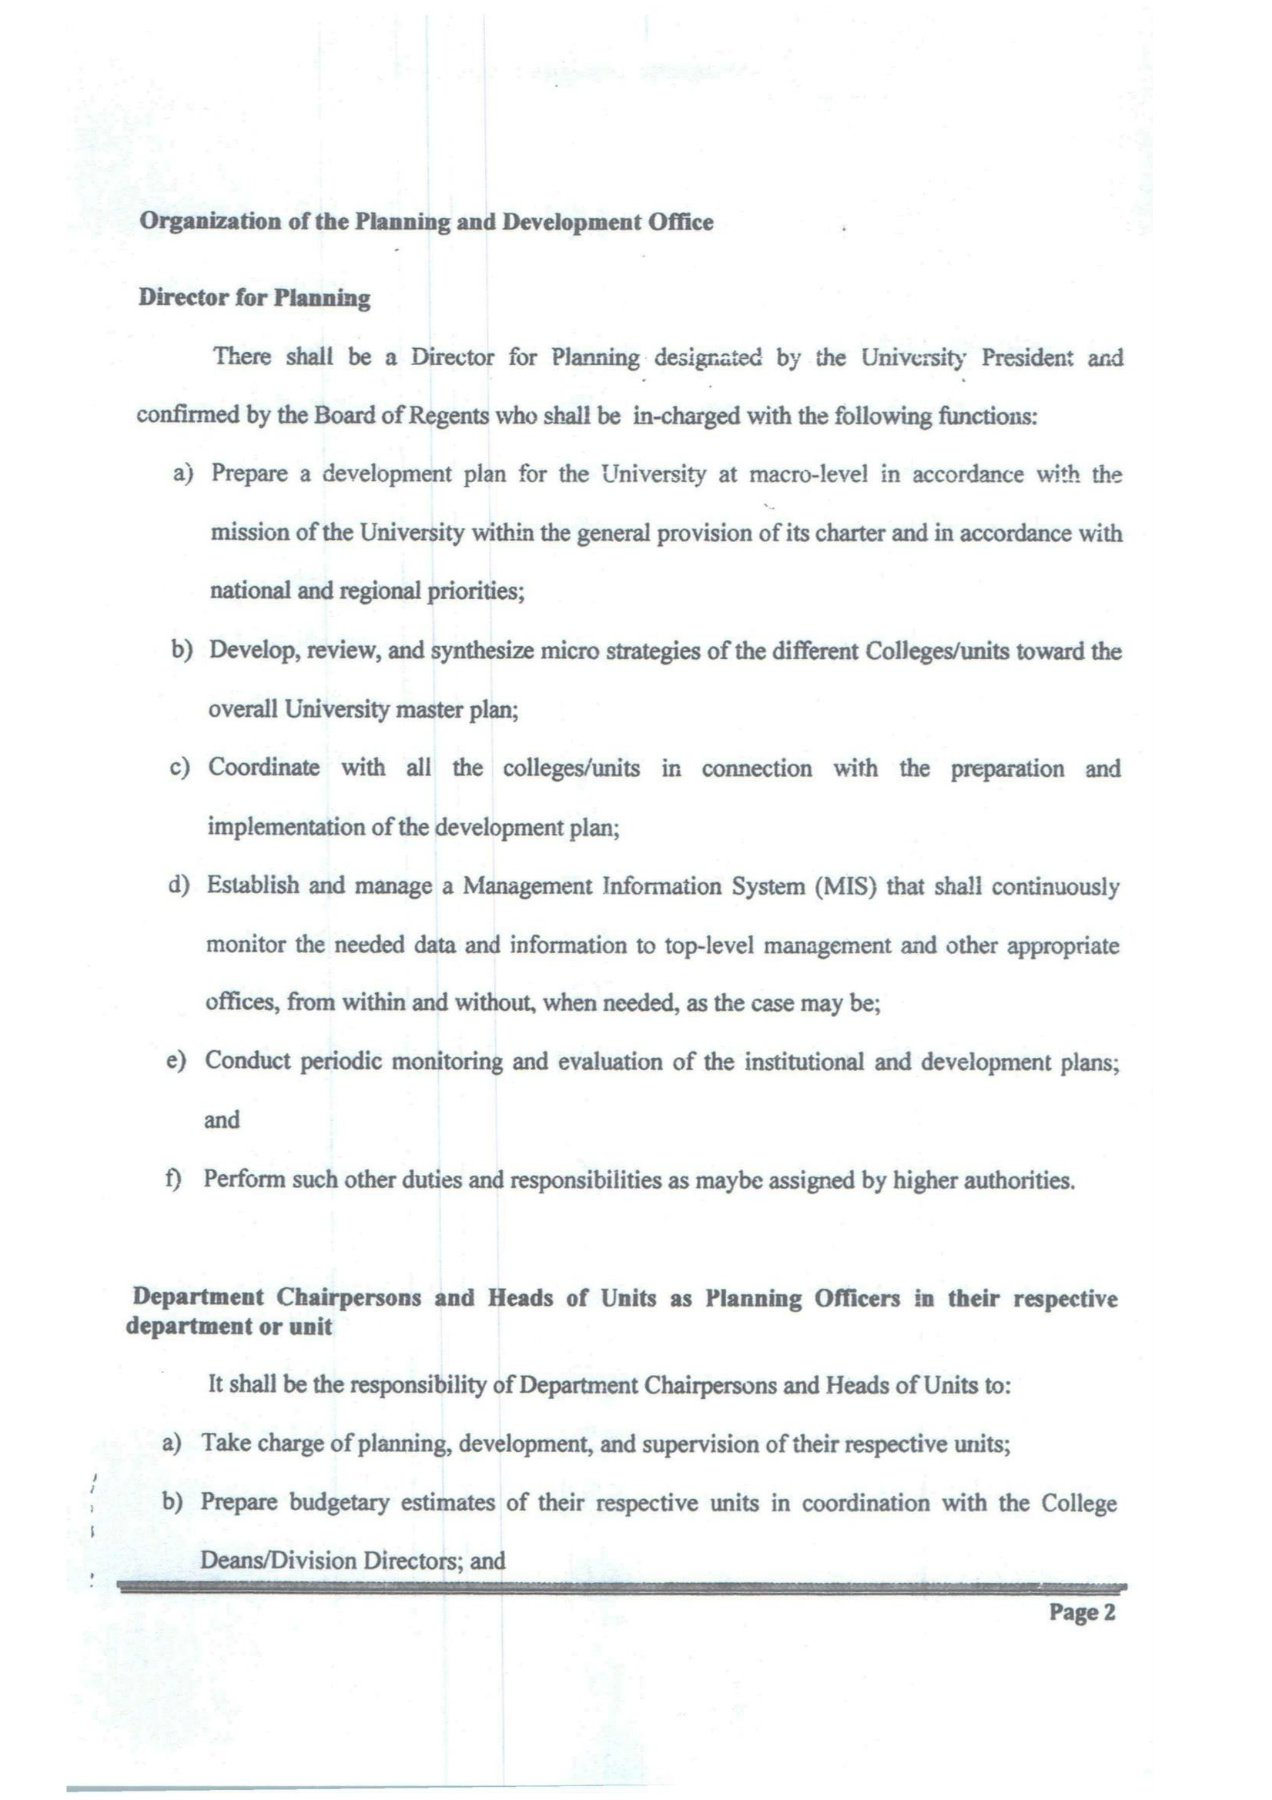 Organization of the Planning and Development Office
Director for Planning
There shall be a Director for Planning designated by the University President and
confirmed by the Board of Regents who shall be in-charged with the following functions:
a) Prepare a development plan for the University at macro-level in accordance with the
mission of the University within the general provision of its charter and in accordance with
national and regional priorities;
b) Develop, review, and synthesize micro strategies of the different Colleges/units toward the
overall University master plan;
c) Coordinate with all the colleges/units in connection with the preparation and
implementation of the development plan;
d) Establish and manage a Management Information System (MIS) that shall continuously
monitor the needed data and information to top-level management and other appropriate
offices, from within and without, when needed, as the case may be;
e) Conduct periodic monitoring and evaluation of the institutional and development plans;
and
f) Perform such other duties and responsibilities as maybe assigned by higher authorities.
Department Chairpersons and Heads of Units as Planning Officers in their respective
department or unit
It shall be the responsibility of Department Chairpersons and Heads of Units to:
a) Take charge of planning, development, and supervision of their respective units;
b) Prepare budgetary estimates of their respective units in coordination with the College
Deans/Division Directors; and
Page 2